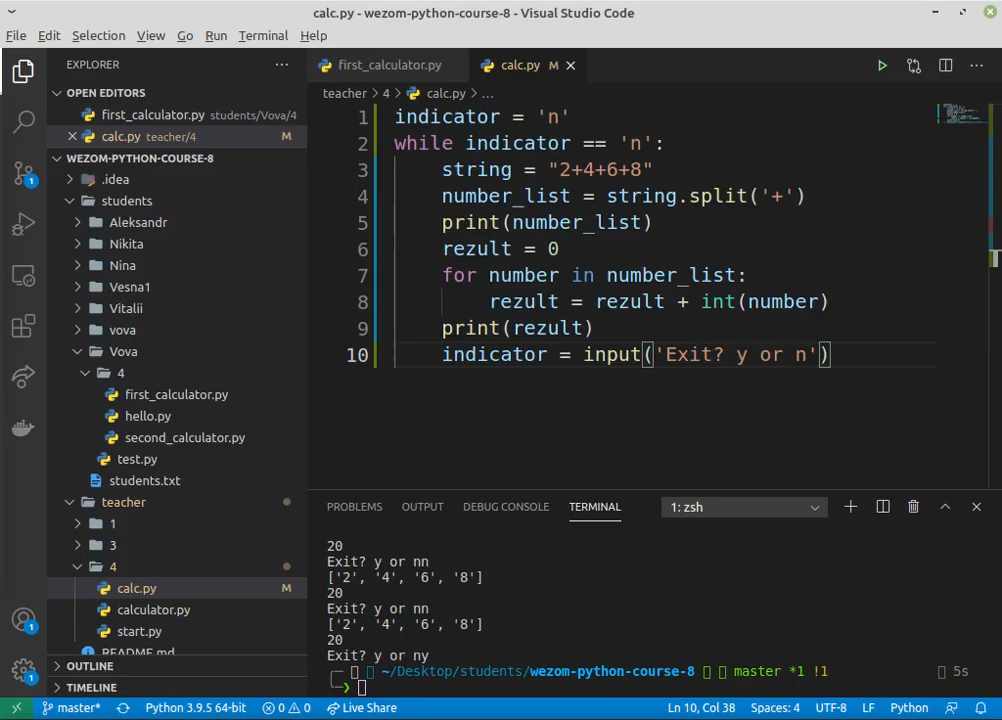 calc.py - wezom-python-course-8 - Visual Studio Code
File Edit Selection View Go Run Terminal Help
EXPLORER
OPEN EDITORS
first_calculator.py students/Vova/4
calc.py teacher/4 M
WEZOM-PYTHON-COURSE-8
.idea
students
Aleksandr
Nikita
Nina
Vesna1
Vitalii
vova
Vova
4
first_calculator.py
hello.py
second_calculator.py
test.py
students.txt
teacher
1
3
4
calc.py M
calculator.py
start.py
README.md
OUTLINE
TIMELINE
first_calculator.py calc.py M
teacher > 4 > calc.py > ...
1 indicator = 'n'
2 while indicator == 'n':
3 string = "2+4+6+8"
4 number_list = string.split('+')
5 print(number_list)
6 rezult = 0
7 for number in number_list:
8 rezult = rezult + int(number)
9 print(rezult)
10 indicator = input('Exit? y or n')
PROBLEMS OUTPUT DEBUG CONSOLE TERMINAL 1: zsh
20
Exit? y or nn
['2', '4', '6', '8']
20
Exit? y or nn
['2', '4', '6', '8']
20
Exit? y or ny
~/Desktop/students/wezom-python-course-8 master *1 !1 5s
1
1
1
master* Python 3.9.5 64-bit 0 0 Live Share Ln 10, Col 38 Spaces: 4 UTF-8 LF Python